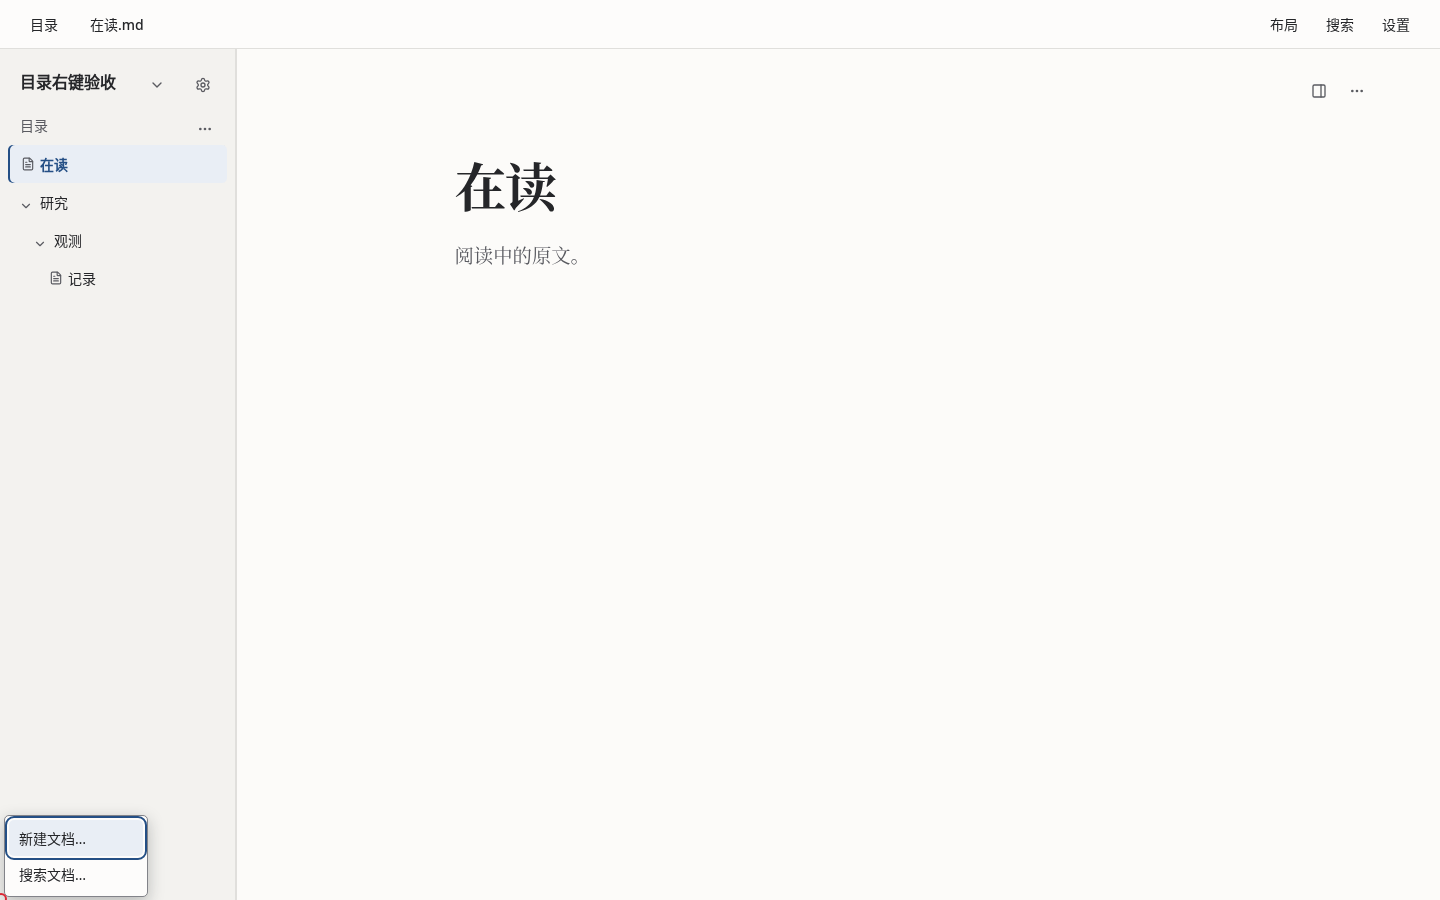 目录 在读.md 布局 搜索 设置
目录右键验收
目录
在读
研究
观测
记录
在读
阅读中的原文。
新建文档...
搜索文档...